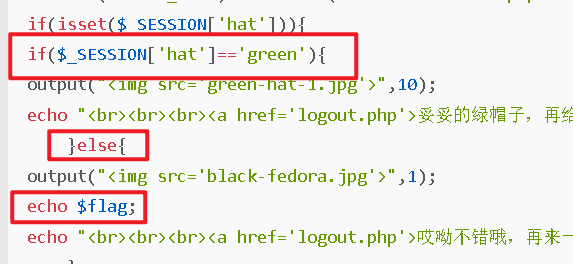 if(isset($_SESSION['hat'])){
if($_SESSION['hat']=='green'){
output("<img src='green-hat-1.jpg'>",10);
echo "<br><br><br><a href='logout.php'>妥妥的绿帽子，再给
}else{
output("<img src='black-fedora.jpg'>",1);
echo $flag;
echo "<br><br><br><a href='logout.php'>哎呦不错哦，再来一